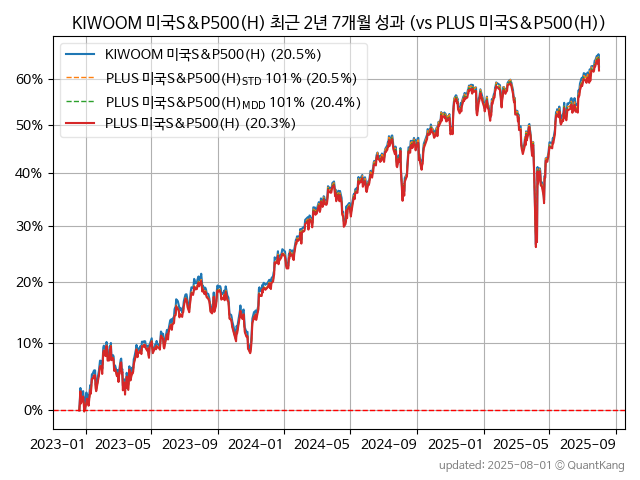 KIWOOM 미국S&P500(H) 최근 2년 7개월 성과 (vs PLUS 미국S&P500(H))
KIWOOM 미국S&P500(H) (20.5%)
PLUS 미국S&P500(H)STD 101% (20.5%)
PLUS 미국S&P500(H)MDD 101% (20.4%)
PLUS 미국S&P500(H) (20.3%)
60%
50%
40%
30%
20%
10%
0%
2023-01 2023-05 2023-09 2024-01 2024-05 2024-09 2025-01 2025-05 2025-09
updated: 2025-08-01 © QuantKang